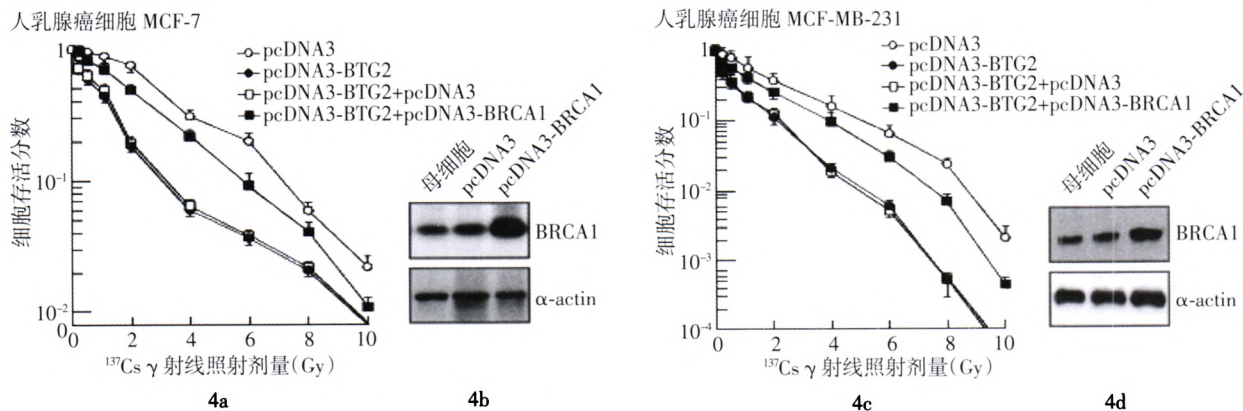 人乳腺癌细胞 MCF-7
pcDNA3
pcDNA3-BTG2
pcDNA3-BTG2+pcDNA3
pcDNA3-BTG2+pcDNA3-BRCA1
细胞存活分数
1
10⁻¹
10⁻²
0 2 4 6 8 10
¹³⁷Cs γ 射线照射剂量(Gy)
4a
母细胞
pcDNA3
pcDNA3-BRCA1
BRCA1
α-actin
4b
人乳腺癌细胞 MCF-MB-231
pcDNA3
pcDNA3-BTG2
pcDNA3-BTG2+pcDNA3
pcDNA3-BTG2+pcDNA3-BRCA1
细胞存活分数
1
10⁻¹
10⁻²
10⁻³
10⁻⁴
0 2 4 6 8 10
¹³⁷Cs γ 射线照射剂量(Gy)
4c
母细胞
pcDNA3
pcDNA3-BRCA1
BRCA1
α-actin
4d